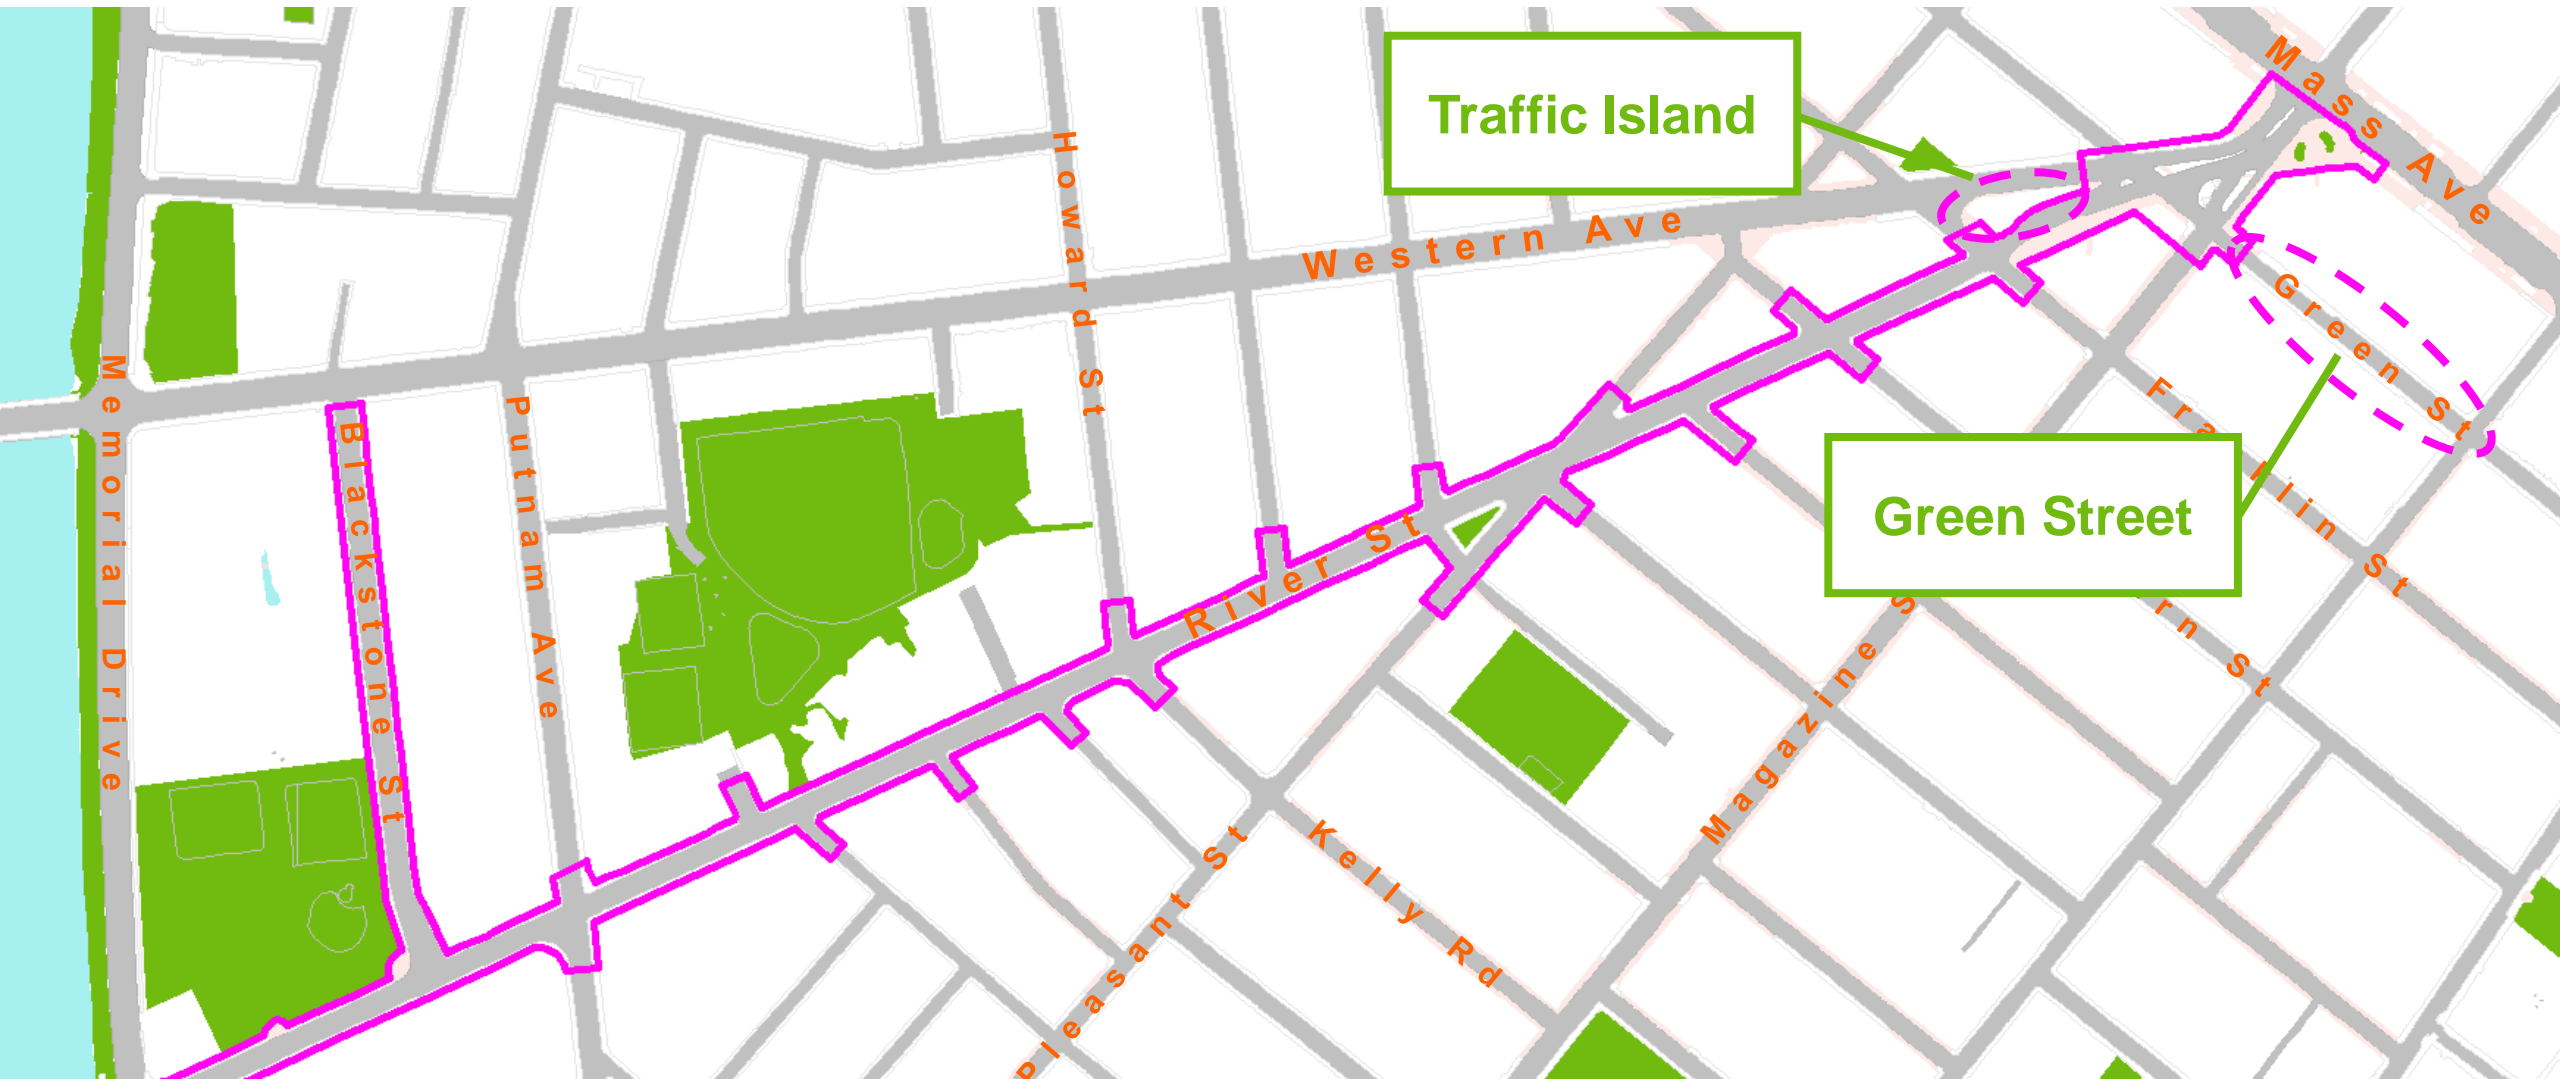 Mass Ave
Traffic Island
Howard St
Western Ave
Green St
Memorial Drive
Putnam Ave
Blackstone St
Franklin St
River St
Green Street
rn St
Magazine S
Pleasant St
Kelly Rd